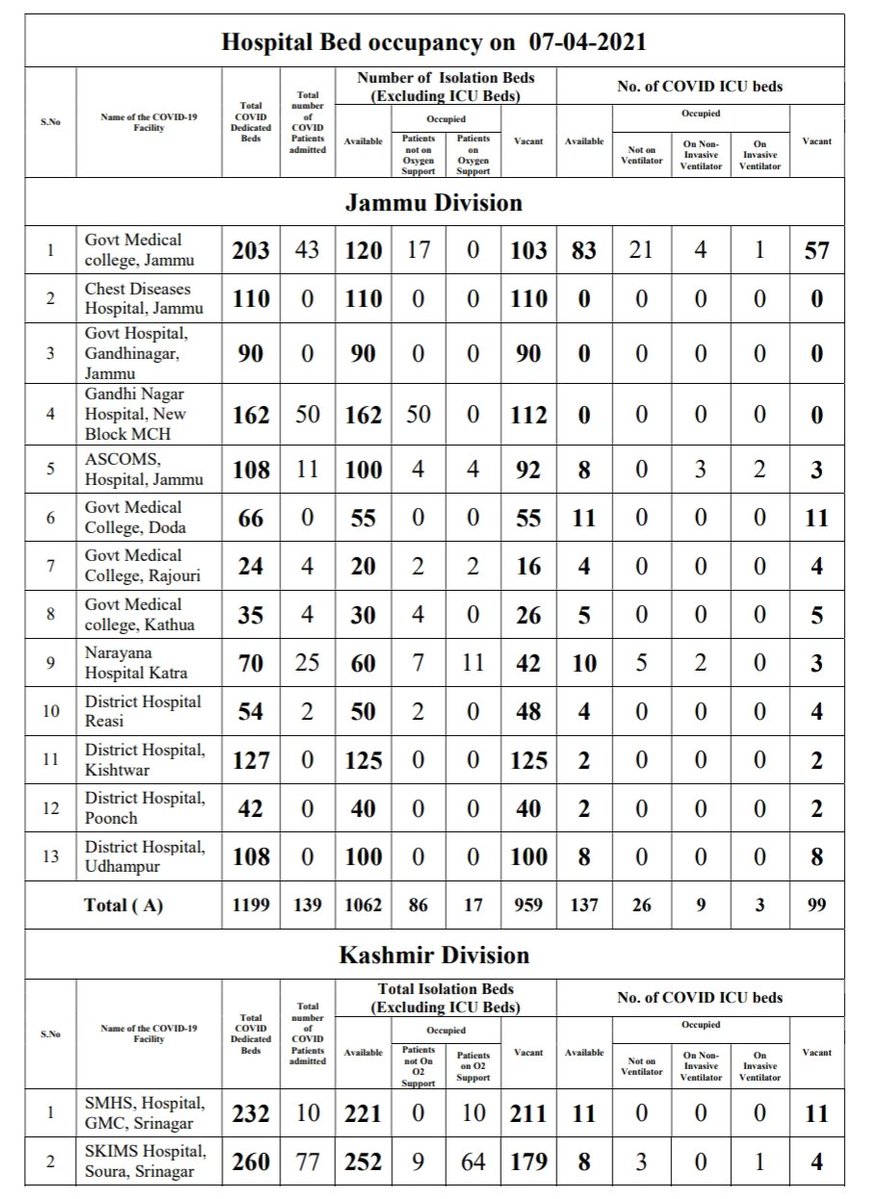 Hospital Bed occupancy on 07-04-2021
S.No Name of the COVID-19 Facility Total COVID Dedicated Beds Total number of COVID Patients admitted Number of Isolation Beds (Excluding ICU Beds) No. of COVID ICU beds
Available Occupied Vacant Available Occupied Vacant
Patients not on Oxygen Support Patients on Oxygen Support Not on Ventilator On Non-Invasive Ventilator On Invasive Ventilator
Jammu Division
1 Govt Medical college, Jammu 203 43 120 17 0 103 83 21 4 1 57
2 Chest Diseases Hospital, Jammu 110 0 110 0 0 110 0 0 0 0 0
3 Govt Hospital, Gandhinagar, Jammu 90 0 90 0 0 90 0 0 0 0 0
4 Gandhi Nagar Hospital, New Block MCH 162 50 162 50 0 112 0 0 0 0 0
5 ASCOMS, Hospital, Jammu 108 11 100 4 4 92 8 0 3 2 3
6 Govt Medical College, Doda 66 0 55 0 0 55 11 0 0 0 11
7 Govt Medical College, Rajouri 24 4 20 2 2 16 4 0 0 0 4
8 Govt Medical college, Kathua 35 4 30 4 0 26 5 0 0 0 5
9 Narayana Hospital Katra 70 25 60 7 11 42 10 5 2 0 3
10 District Hospital Reasi 54 2 50 2 0 48 4 0 0 0 4
11 District Hospital, Kishtwar 127 0 125 0 0 125 2 0 0 0 2
12 District Hospital, Poonch 42 0 40 0 0 40 2 0 0 0 2
13 District Hospital, Udhampur 108 0 100 0 0 100 8 0 0 0 8
Total ( A) 1199 139 1062 86 17 959 137 26 9 3 99
Kashmir Division
S.No Name of the COVID-19 Facility Total COVID Dedicated Beds Total number of COVID Patients admitted Total Isolation Beds (Excluding ICU Beds) No. of COVID ICU beds
Available Occupied Vacant Available Occupied Vacant
Patients not On O2 Support Patients on O2 Support Not on Ventilator On Non-Invasive Ventilator On Invasive Ventilator
1 SMHS, Hospital, GMC, Srinagar 232 10 221 0 10 211 11 0 0 0 11
2 SKIMS Hospital, Soura, Srinagar 260 77 252 9 64 179 8 3 0 1 4